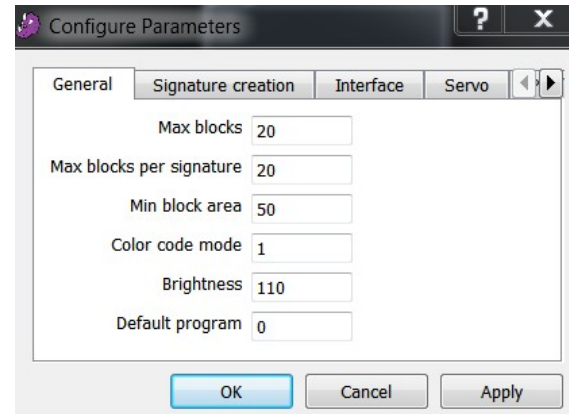 Configure Parameters
? X
General Signature creation Interface Servo
Max blocks 20
Max blocks per signature 20
Min block area 50
Color code mode 1
Brightness 110
Default program 0
OK Cancel Apply